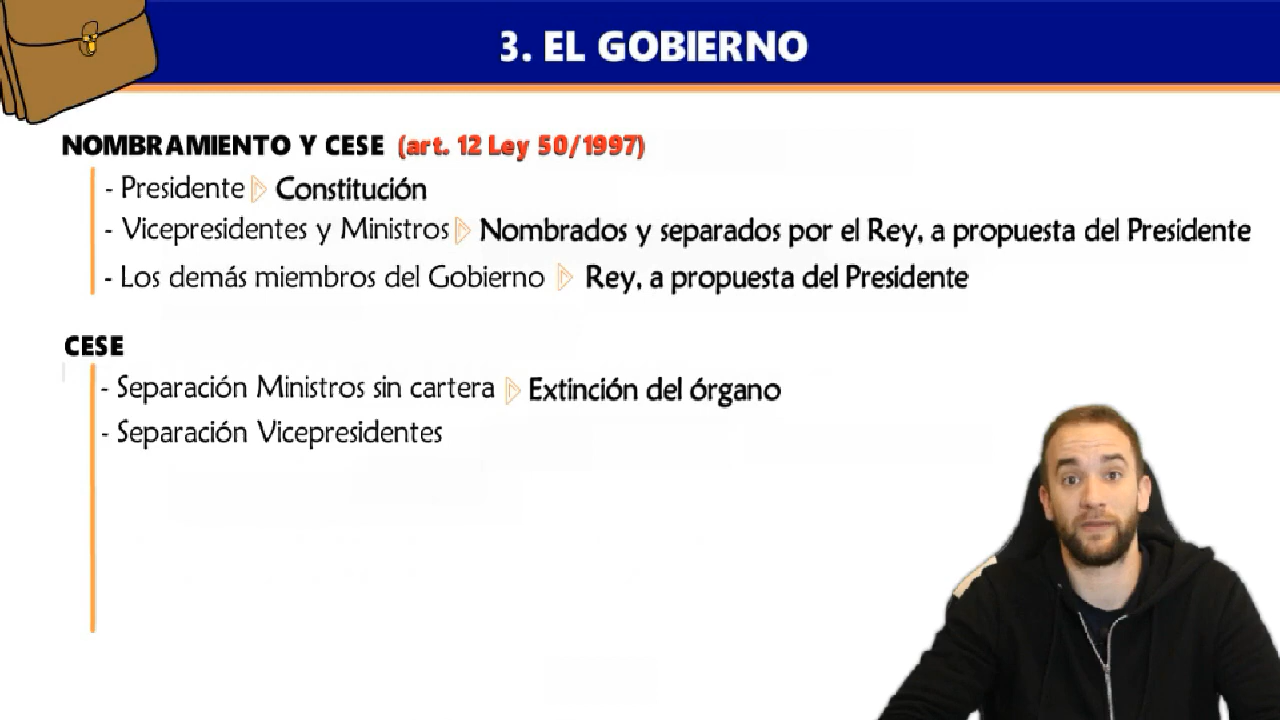 3. EL GOBIERNO
NOMBRAMIENTO Y CESE (art. 12 Ley 50/1997)
- Presidente Constitución
- Vicepresidentes y Ministros Nombrados y separados por el Rey, a propuesta del Presidente
- Los demás miembros del Gobierno Rey, a propuesta del Presidente
CESE
- Separación Ministros sin cartera Extinción del órgano
- Separación Vicepresidentes